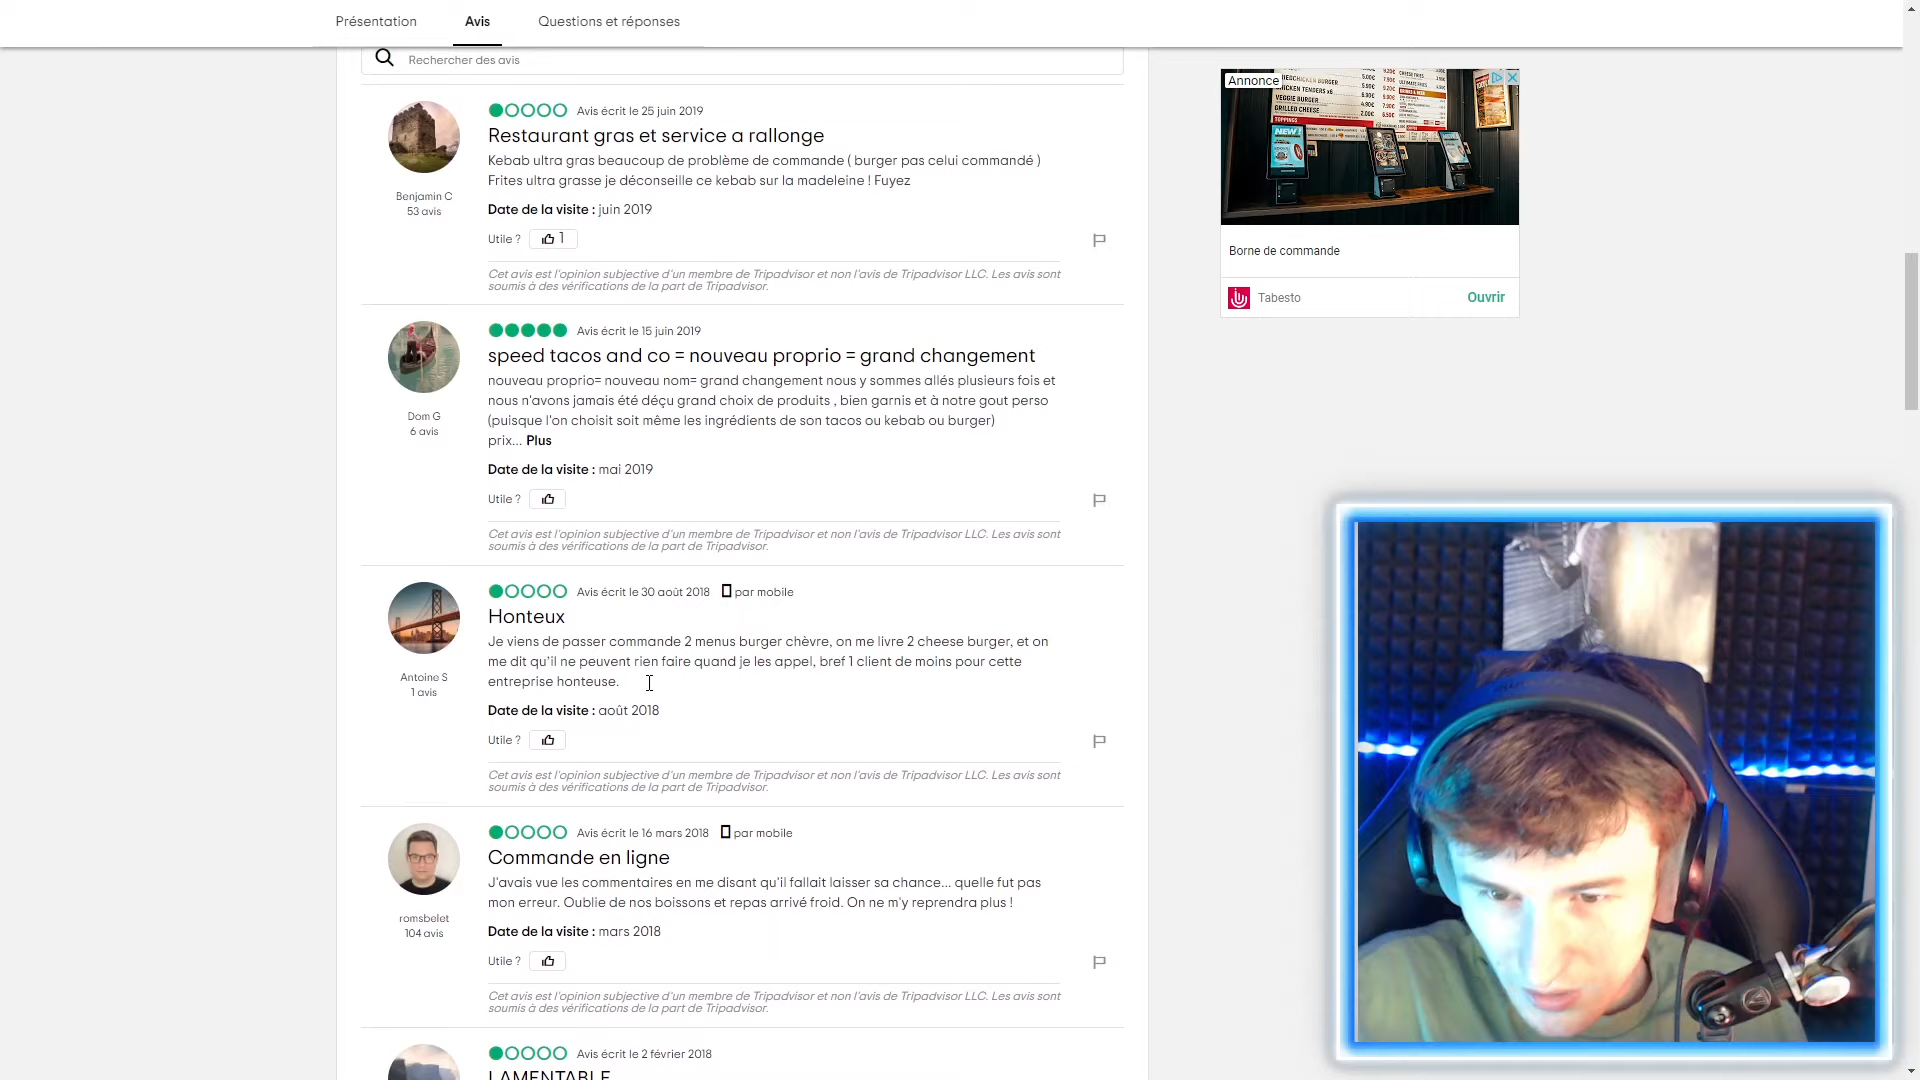 Présentation
Avis
Questions et réponses
Rechercher des avis
Avis écrit le 25 juin 2019
Restaurant gras et service a rallonge
Kebab ultra gras beaucoup de problème de commande ( burger pas celui commandé )
Frites ultra grasse je déconseille ce kebab sur la madeleine ! Fuyez
Benjamin C
53 avis
Date de la visite : juin 2019
Utile ? 1
Cet avis est l'opinion subjective d'un membre de Tripadvisor et non l'avis de Tripadvisor LLC. Les avis sont
soumis à des vérifications de la part de Tripadvisor.
Avis écrit le 15 juin 2019
speed tacos and co = nouveau proprio = grand changement
nouveau proprio= nouveau nom= grand changement nous y sommes allés plusieurs fois et
nous n'avons jamais été déçu grand choix de produits , bien garnis et à notre gout perso
(puisque l'on choisit soit même les ingrédients de son tacos ou kebab ou burger)
prix... Plus
Dom G
6 avis
Date de la visite : mai 2019
Utile ?
Cet avis est l'opinion subjective d'un membre de Tripadvisor et non l'avis de Tripadvisor LLC. Les avis sont
soumis à des vérifications de la part de Tripadvisor.
Avis écrit le 30 août 2018 par mobile
Honteux
Je viens de passer commande 2 menus burger chèvre, on me livre 2 cheese burger, et on
me dit qu'il ne peuvent rien faire quand je les appel, bref 1 client de moins pour cette
entreprise honteuse.
Antoine S
1 avis
Date de la visite : août 2018
Utile ?
Cet avis est l'opinion subjective d'un membre de Tripadvisor et non l'avis de Tripadvisor LLC. Les avis sont
soumis à des vérifications de la part de Tripadvisor.
Avis écrit le 16 mars 2018 par mobile
Commande en ligne
J'avais vue les commentaires en me disant qu'il fallait laisser sa chance... quelle fut pas
mon erreur. Oublie de nos boissons et repas arrivé froid. On ne m'y reprendra plus !
romsbelet
104 avis
Date de la visite : mars 2018
Utile ?
Cet avis est l'opinion subjective d'un membre de Tripadvisor et non l'avis de Tripadvisor LLC. Les avis sont
soumis à des vérifications de la part de Tripadvisor.
Avis écrit le 2 février 2018
LAMENTABLE
Annonce
CHICKEN TENDERS x6
VEGGIE BURGER
GRILLED CHEESE
TOPPINGS
NEW!
Borne de commande
Tabesto
Ouvrir